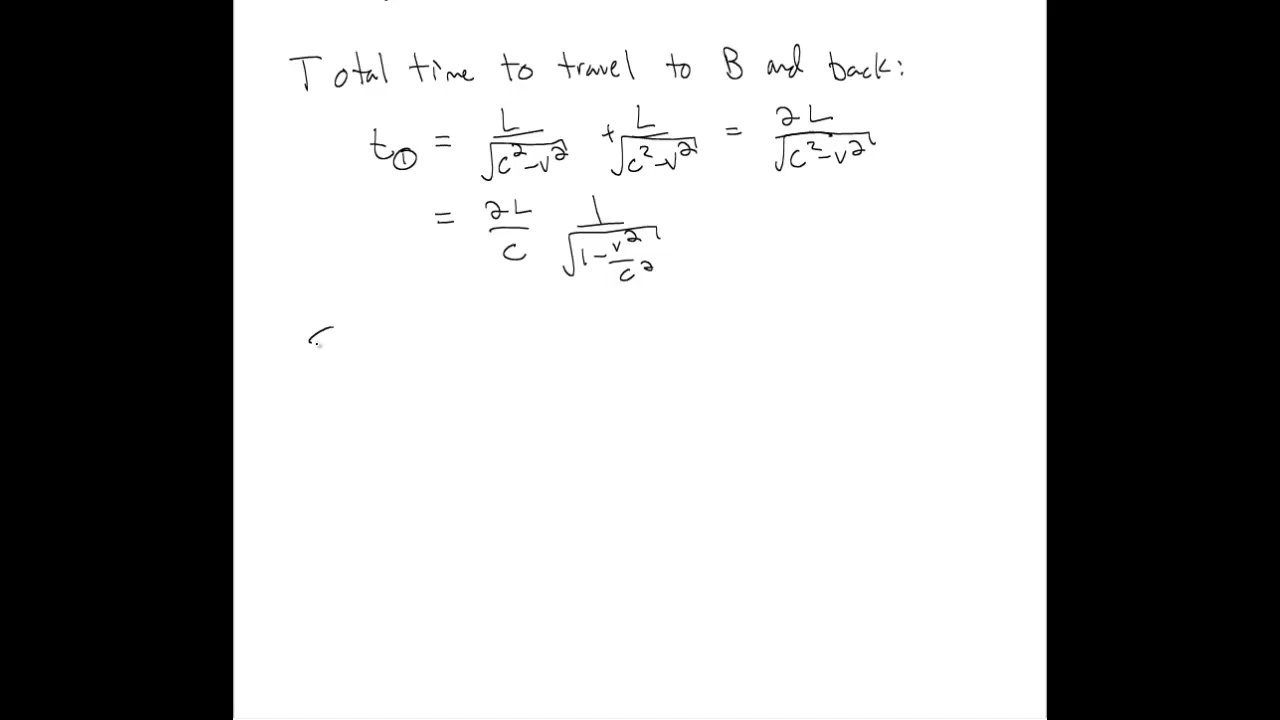 Total time to travel to B and back:
t① = L/√(c²-v²) + L/√(c²-v²) = 2L/√(c²-v²)
= 2L/c 1/√(1-v²/c²)